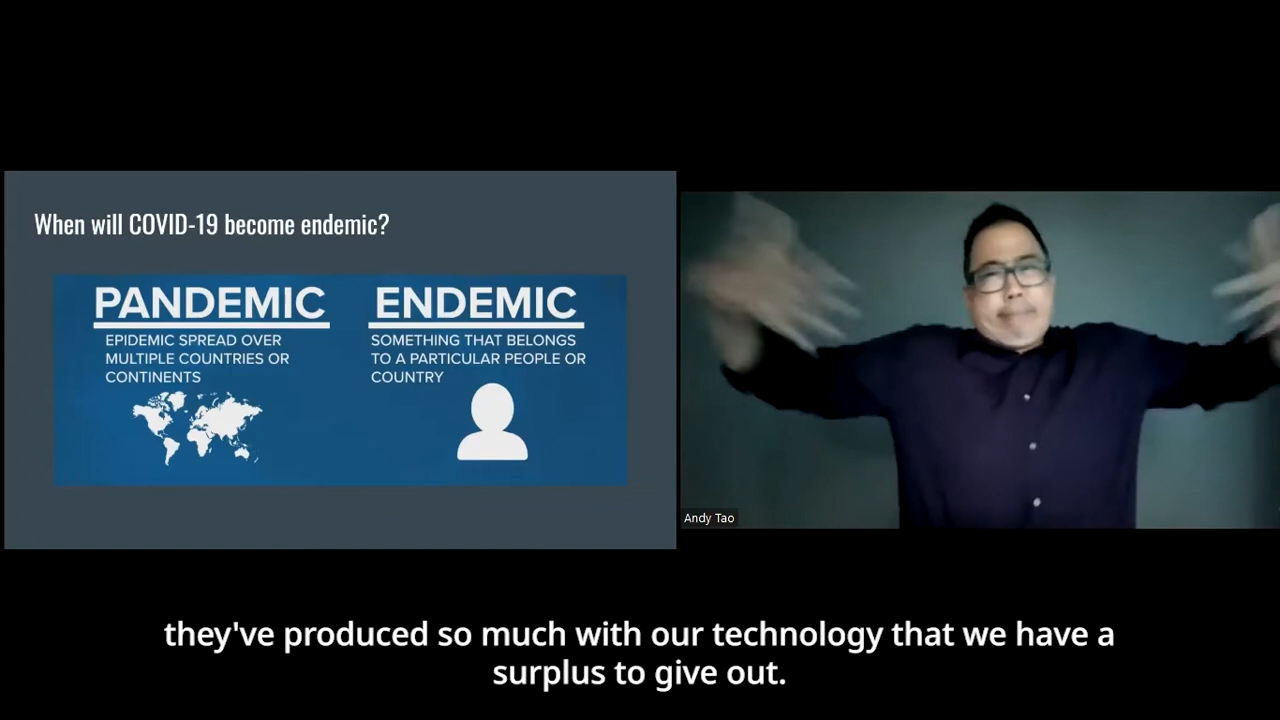 When will COVID-19 become endemic?
PANDEMIC
EPIDEMIC SPREAD OVER
MULTIPLE COUNTRIES OR
CONTINENTS
ENDEMIC
SOMETHING THAT BELONGS
TO A PARTICULAR PEOPLE OR
COUNTRY
Andy Tao
they've produced so much with our technology that we have a
surplus to give out.